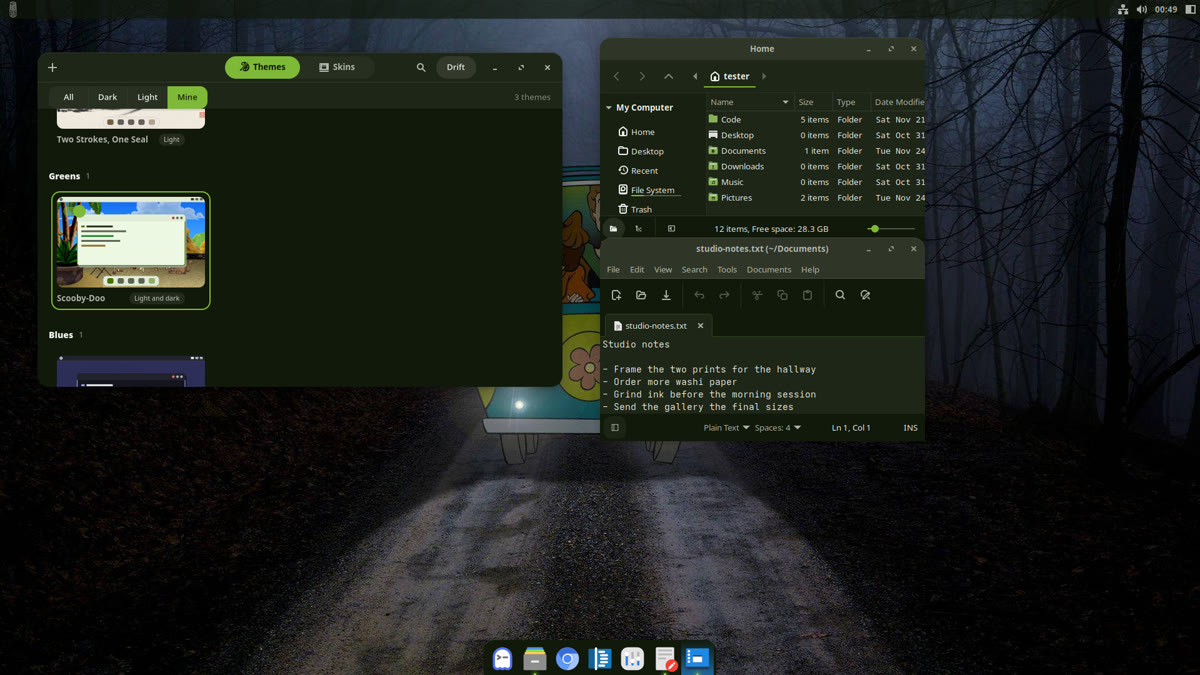 00:49
Themes
Skins
Drift
All
Dark
Light
Mine
3 themes
Two Strokes, One Seal
Light
Greens 1
Scooby-Doo
Light and dark
Blues 1
Home
tester
My Computer
Home
Desktop
Recent
File System
Trash
Name Size Type Date Modifie
Code 5 items Folder Sat Nov 21
Desktop 0 items Folder Sat Oct 31
Documents 1 item Folder Tue Nov 24
Downloads 0 items Folder Sat Oct 31
Music 0 items Folder Sat Oct 31
Pictures 2 items Folder Tue Nov 24
12 items, Free space: 28.3 GB
studio-notes.txt (~/Documents)
File Edit View Search Tools Documents Help
studio-notes.txt
Studio notes
- Frame the two prints for the hallway
- Order more washi paper
- Grind ink before the morning session
- Send the gallery the final sizes
Plain Text Spaces: 4 Ln 1, Col 1 INS